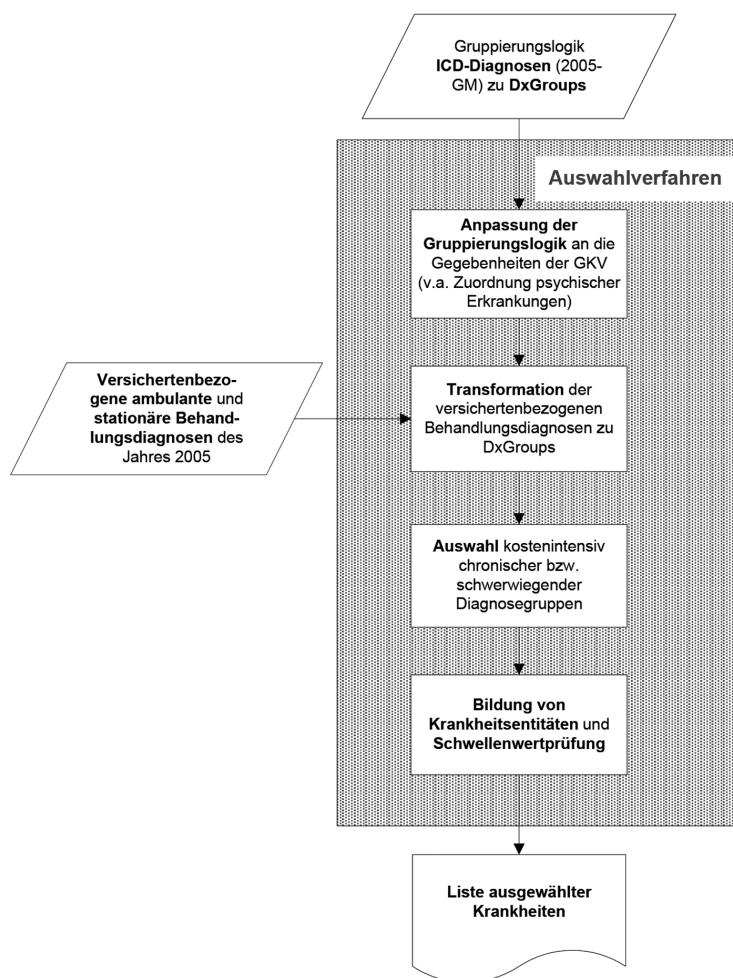 Gruppierungslogik
ICD-Diagnosen (2005-
GM) zu DxGroups
Auswahlverfahren
Anpassung der
Gruppierungslogik an die
Gegebenheiten der GKV
(v.a. Zuordnung psychischer
Erkrankungen)
Versichertenbezo-
gene ambulante und
stationäre Behand-
lungsdiagnosen des
Jahres 2005
Transformation der
versichertenbezogenen
Behandlungsdiagnosen zu
DxGroups
Auswahl kostenintensiv
chronischer bzw.
schwerwiegender
Diagnosegruppen
Bildung von
Krankheitsentitäten und
Schwellenwertprüfung
Liste ausgewählter
Krankheiten